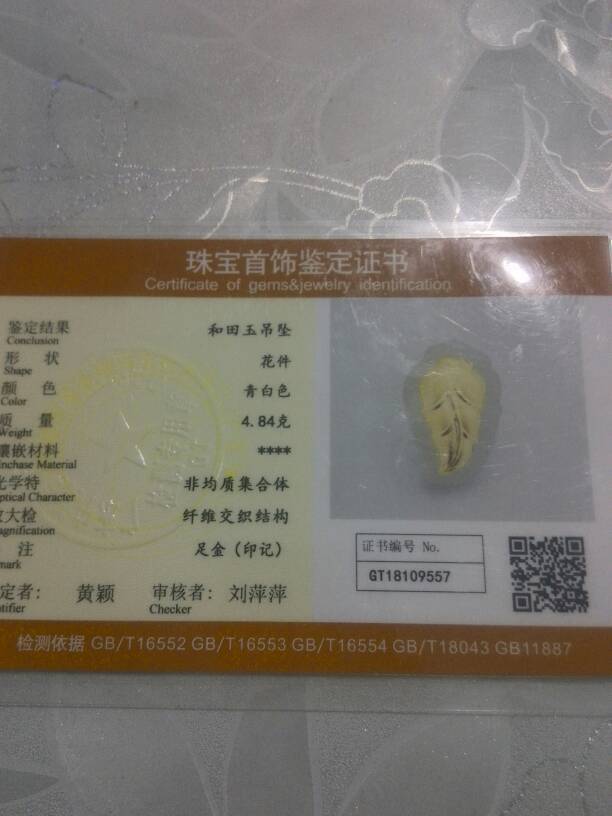 珠宝首饰鉴定证书
Certificate of gems&jewelry identification
鉴定结果 和田玉吊坠
Conclusion
形 状 花件
Shape
颜 色 青白色
Color
质 量 4.84克
Weight
镶嵌材料 ****
Inchase Material
光学特 非均质集合体
ptical Character
放大检 纤维交织结构
agnification
注 足金（印记）
mark
定者： 黄颖 审核者：刘萍萍
ntifier Checker
证书编号 No.
GT18109557
检测依据 GB/T16552 GB/T16553 GB/T16554 GB/T18043 GB11887